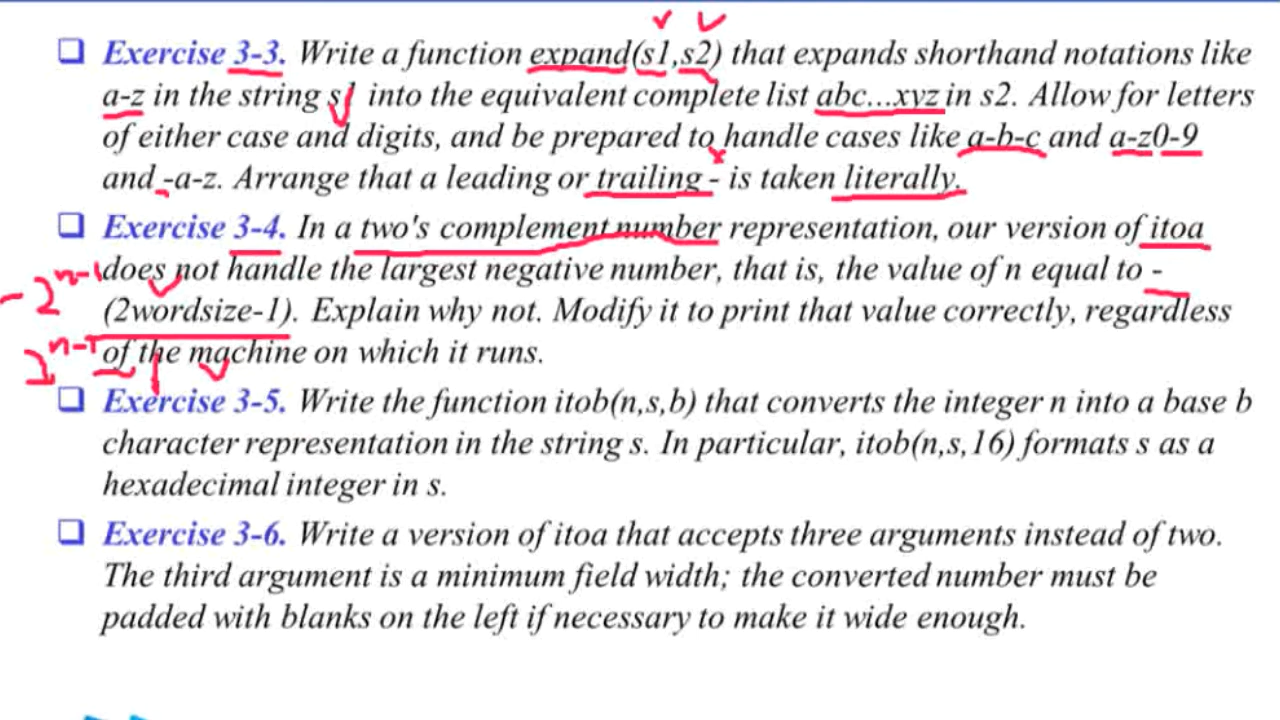 ❑ Exercise 3-3. Write a function expand(s1,s2) that expands shorthand notations like
a-z in the string s1 into the equivalent complete list abc...xyz in s2. Allow for letters
of either case and digits, and be prepared to handle cases like a-b-c and a-z0-9
and -a-z. Arrange that a leading or trailing - is taken literally.
❑ Exercise 3-4. In a two's complement number representation, our version of itoa
does not handle the largest negative number, that is, the value of n equal to -
-2^n-1
(2wordsize-1). Explain why not. Modify it to print that value correctly, regardless
of the machine on which it runs.
❑ Exercise 3-5. Write the function itob(n,s,b) that converts the integer n into a base b
character representation in the string s. In particular, itob(n,s,16) formats s as a
hexadecimal integer in s.
❑ Exercise 3-6. Write a version of itoa that accepts three arguments instead of two.
The third argument is a minimum field width; the converted number must be
padded with blanks on the left if necessary to make it wide enough.